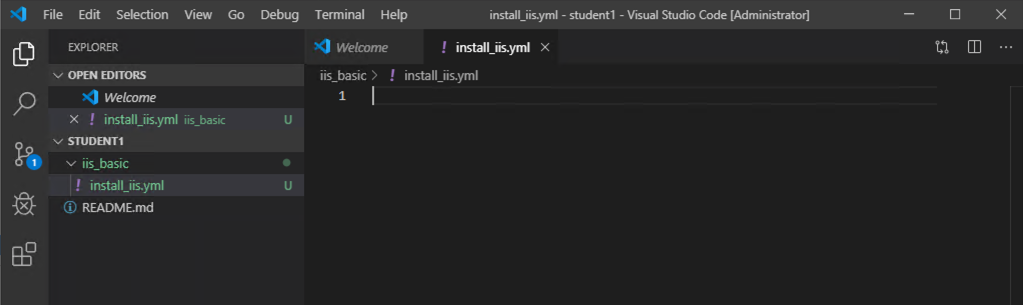 File Edit Selection View Go Debug Terminal Help install_iis.yml - student1 - Visual Studio Code [Administrator]
EXPLORER
Welcome
! install_iis.yml
OPEN EDITORS
Welcome
! install_iis.yml iis_basic U
STUDENT1
iis_basic
! install_iis.yml U
README.md
1
iis_basic > ! install_iis.yml
1